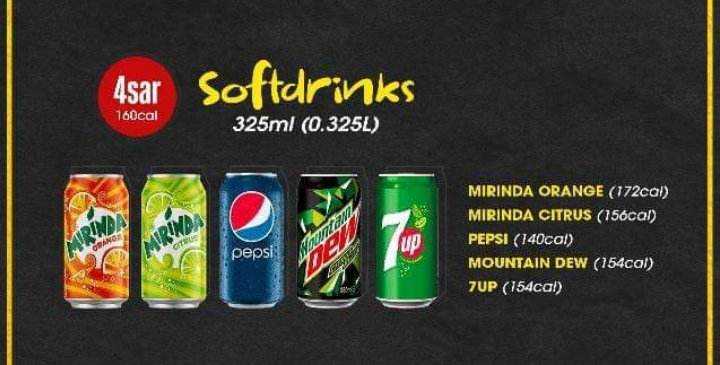 4sar
160cal
Softdrinks
325ml (0.325L)
MIRINDA
ORANGE
MIRINDA
CITRUS
pepsi
Mountain
DEW
7up
MIRINDA ORANGE (172cal)
MIRINDA CITRUS (156cal)
PEPSI (140cal)
MOUNTAIN DEW (154cal)
7UP (154cal)